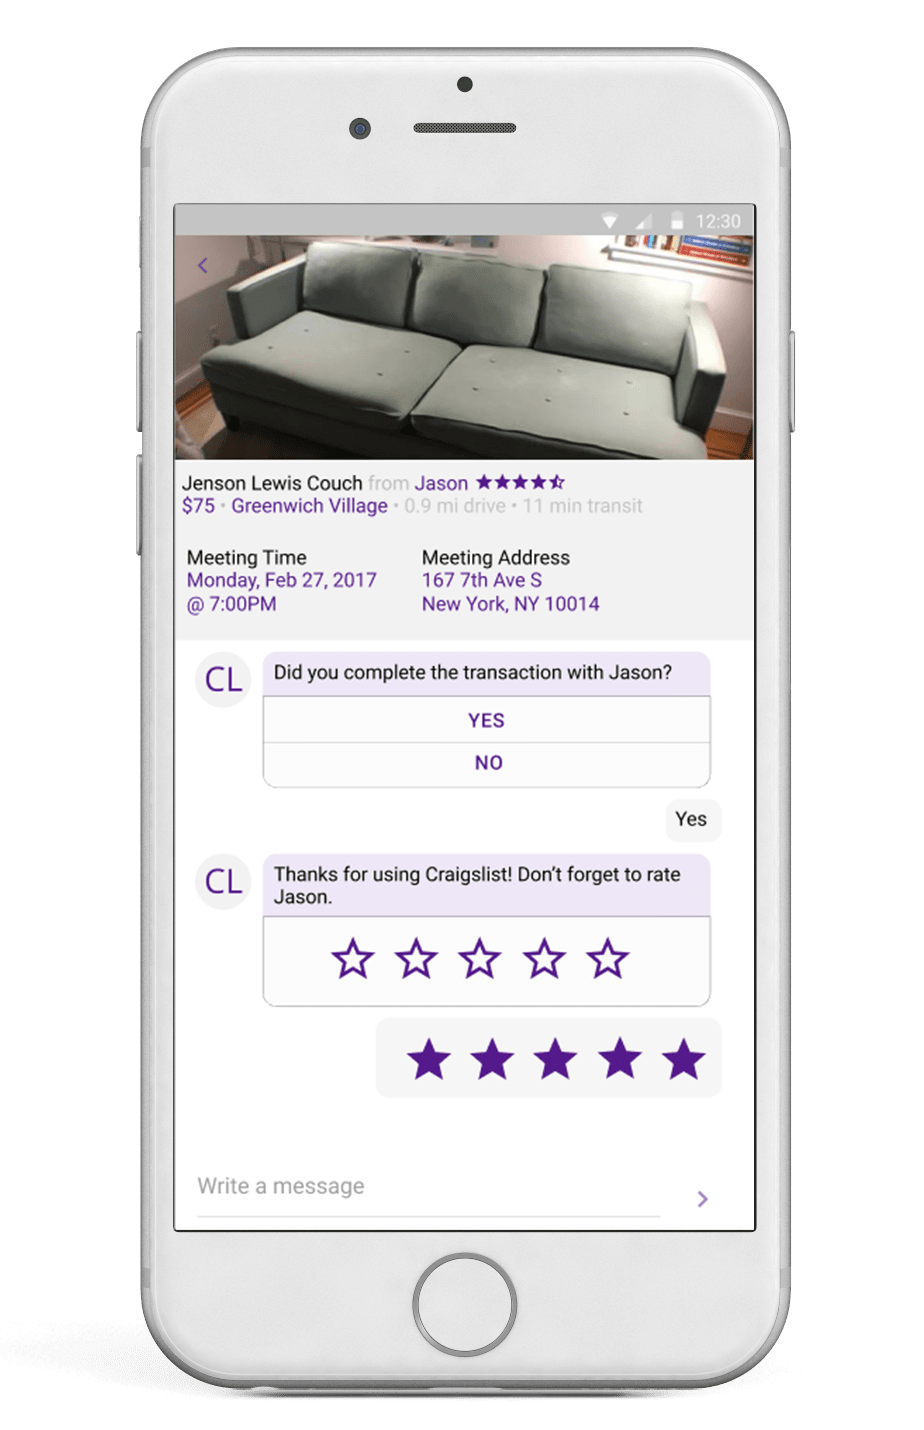 12:30
Jenson Lewis Couch from Jason
$75 • Greenwich Village • 0.9 mi drive • 11 min transit
Meeting Time
Monday, Feb 27, 2017
@ 7:00PM
Meeting Address
167 7th Ave S
New York, NY 10014
CL
Did you complete the transaction with Jason?
YES
NO
Yes
CL
Thanks for using Craigslist! Don’t forget to rate
Jason.
Write a message